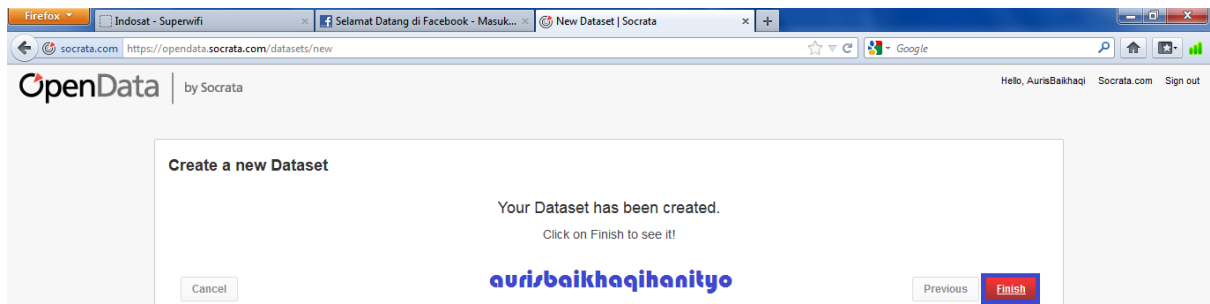 Firefox
Indosat - Superwifi
Selamat Datang di Facebook - Masuk...
New Dataset | Socrata
socrata.com https://opendata.socrata.com/datasets/new
Google
OpenData by Socrata
Hello, AurisBaikhaqi Socrata.com Sign out
Create a new Dataset
Your Dataset has been created.
Click on Finish to see it!
aurisbaikhaqihanityo
Cancel
Previous
Finish